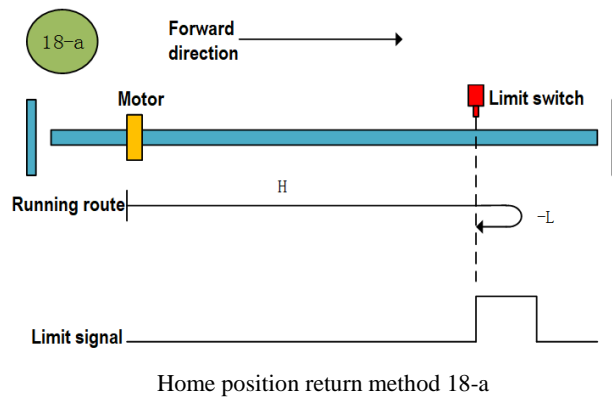 18-a
Forward
direction
Motor
Limit switch
H
Running route
-L
Limit signal
Home position return method 18-a